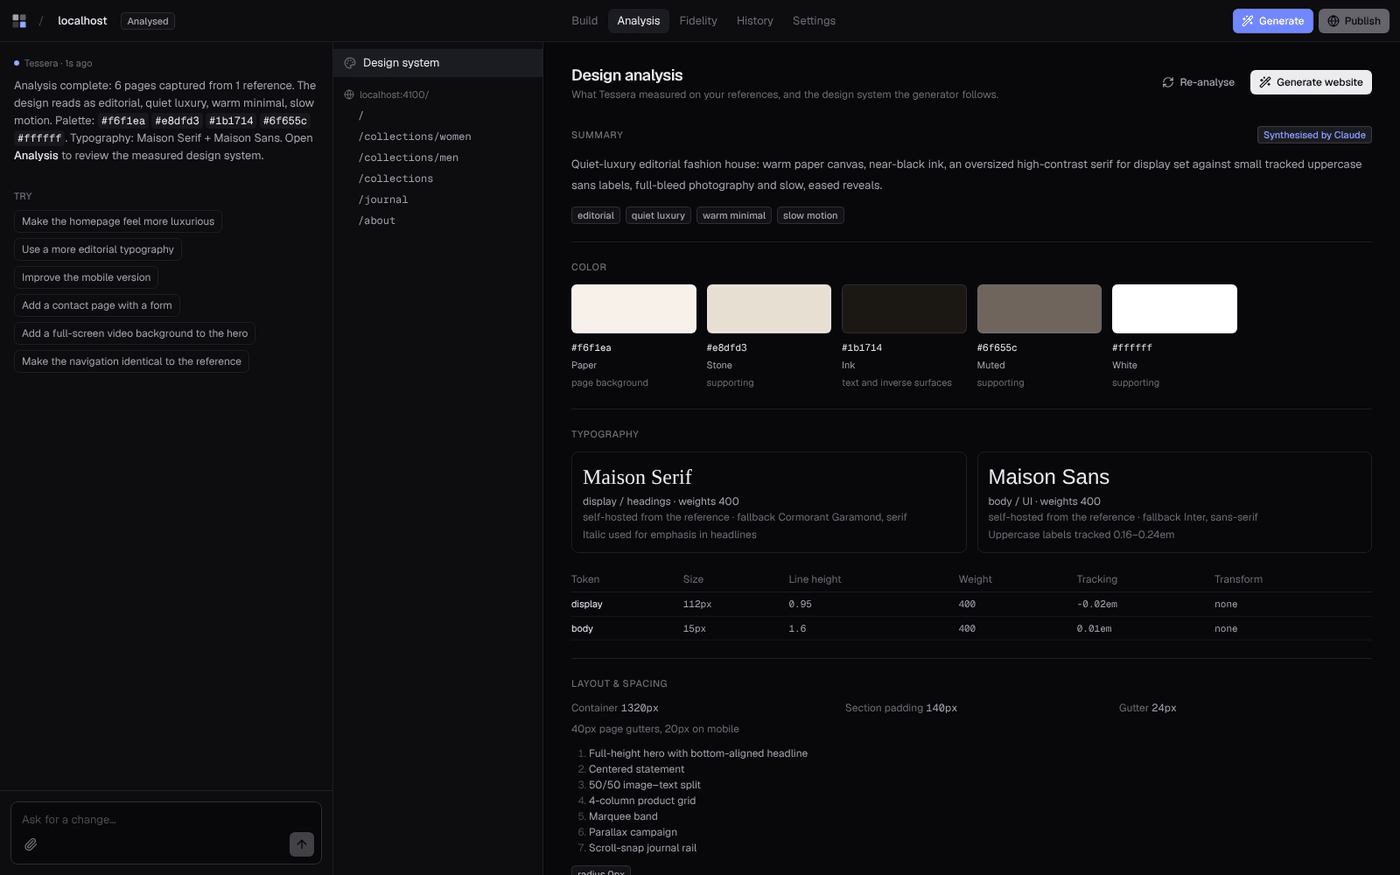 / localhost Analysed
Build Analysis Fidelity History Settings
Generate Publish
Tessera · 1s ago
Analysis complete: 6 pages captured from 1 reference. The
design reads as editorial, quiet luxury, warm minimal, slow
motion. Palette: #f6f1ea #e8dfd3 #1b1714 #6f655c
#ffffff. Typography: Maison Serif + Maison Sans. Open
Analysis to review the measured design system.
TRY
Make the homepage feel more luxurious
Use a more editorial typography
Improve the mobile version
Add a contact page with a form
Add a full-screen video background to the hero
Make the navigation identical to the reference
Ask for a change...
Design system
localhost:4100/
/
/collections/women
/collections/men
/collections
/journal
/about
Design analysis
What Tessera measured on your references, and the design system the generator follows.
Re-analyse Generate website
SUMMARY
Synthesised by Claude
Quiet-luxury editorial fashion house: warm paper canvas, near-black ink, an oversized high-contrast serif for display set against small tracked uppercase
sans labels, full-bleed photography and slow, eased reveals.
editorial quiet luxury warm minimal slow motion
COLOR
#f6f1ea #e8dfd3 #1b1714 #6f655c #ffffff
Paper Stone Ink Muted White
page background supporting text and inverse surfaces supporting supporting
TYPOGRAPHY
Maison Serif
display / headings · weights 400
self-hosted from the reference · fallback Cormorant Garamond, serif
Italic used for emphasis in headlines
Maison Sans
body / UI · weights 400
self-hosted from the reference · fallback Inter, sans-serif
Uppercase labels tracked 0.16–0.24em
Token Size Line height Weight Tracking Transform
display 112px 0.95 400 -0.02em none
body 15px 1.6 400 0.01em none
LAYOUT & SPACING
Container 1320px Section padding 140px Gutter 24px
40px page gutters, 20px on mobile
1. Full-height hero with bottom-aligned headline
2. Centered statement
3. 50/50 image–text split
4. 4-column product grid
5. Marquee band
6. Parallax campaign
7. Scroll-snap journal rail
radius 0px